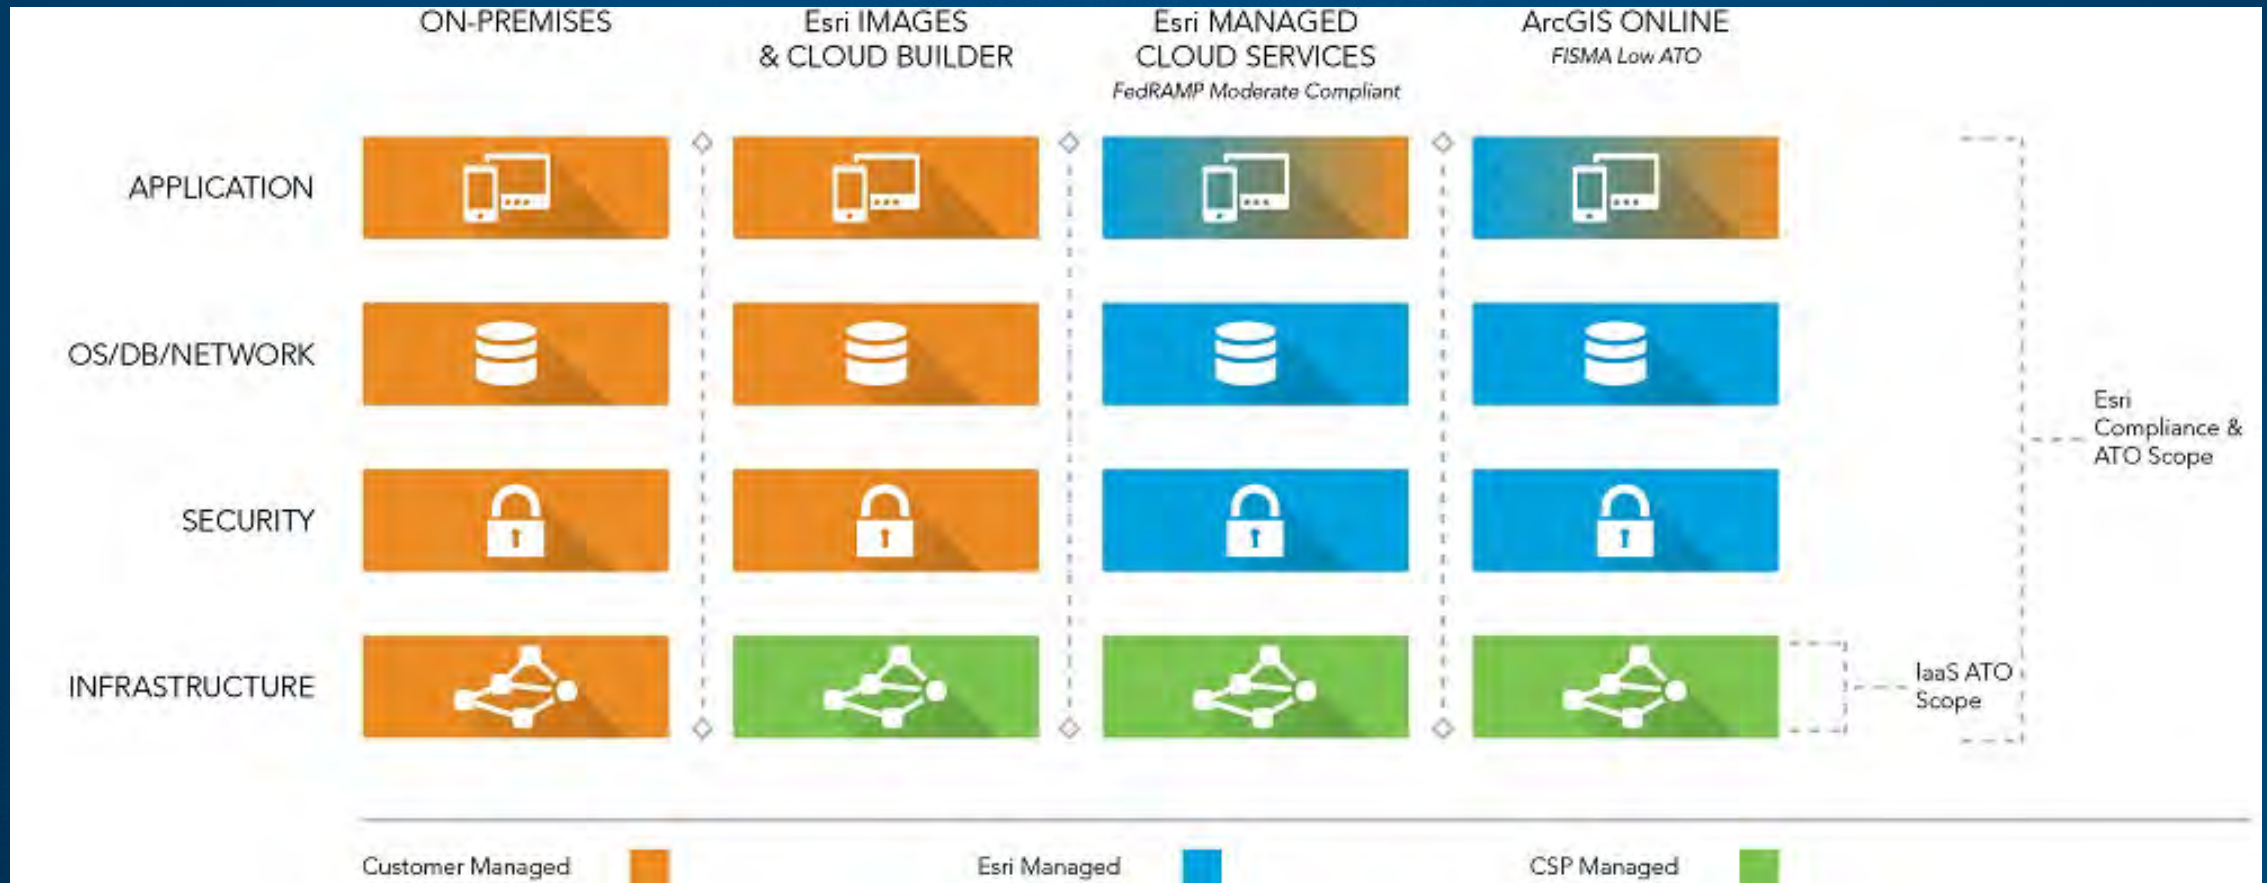 ON-PREMISES
Esri IMAGES
& CLOUD BUILDER
Esri MANAGED
CLOUD SERVICES
FedRAMP Moderate Compliant
ArcGIS ONLINE
FISMA Low ATO
APPLICATION
OS/DB/NETWORK
SECURITY
INFRASTRUCTURE
Esri
Compliance &
ATO Scope
IaaS ATO
Scope
Customer Managed
Esri Managed
CSP Managed